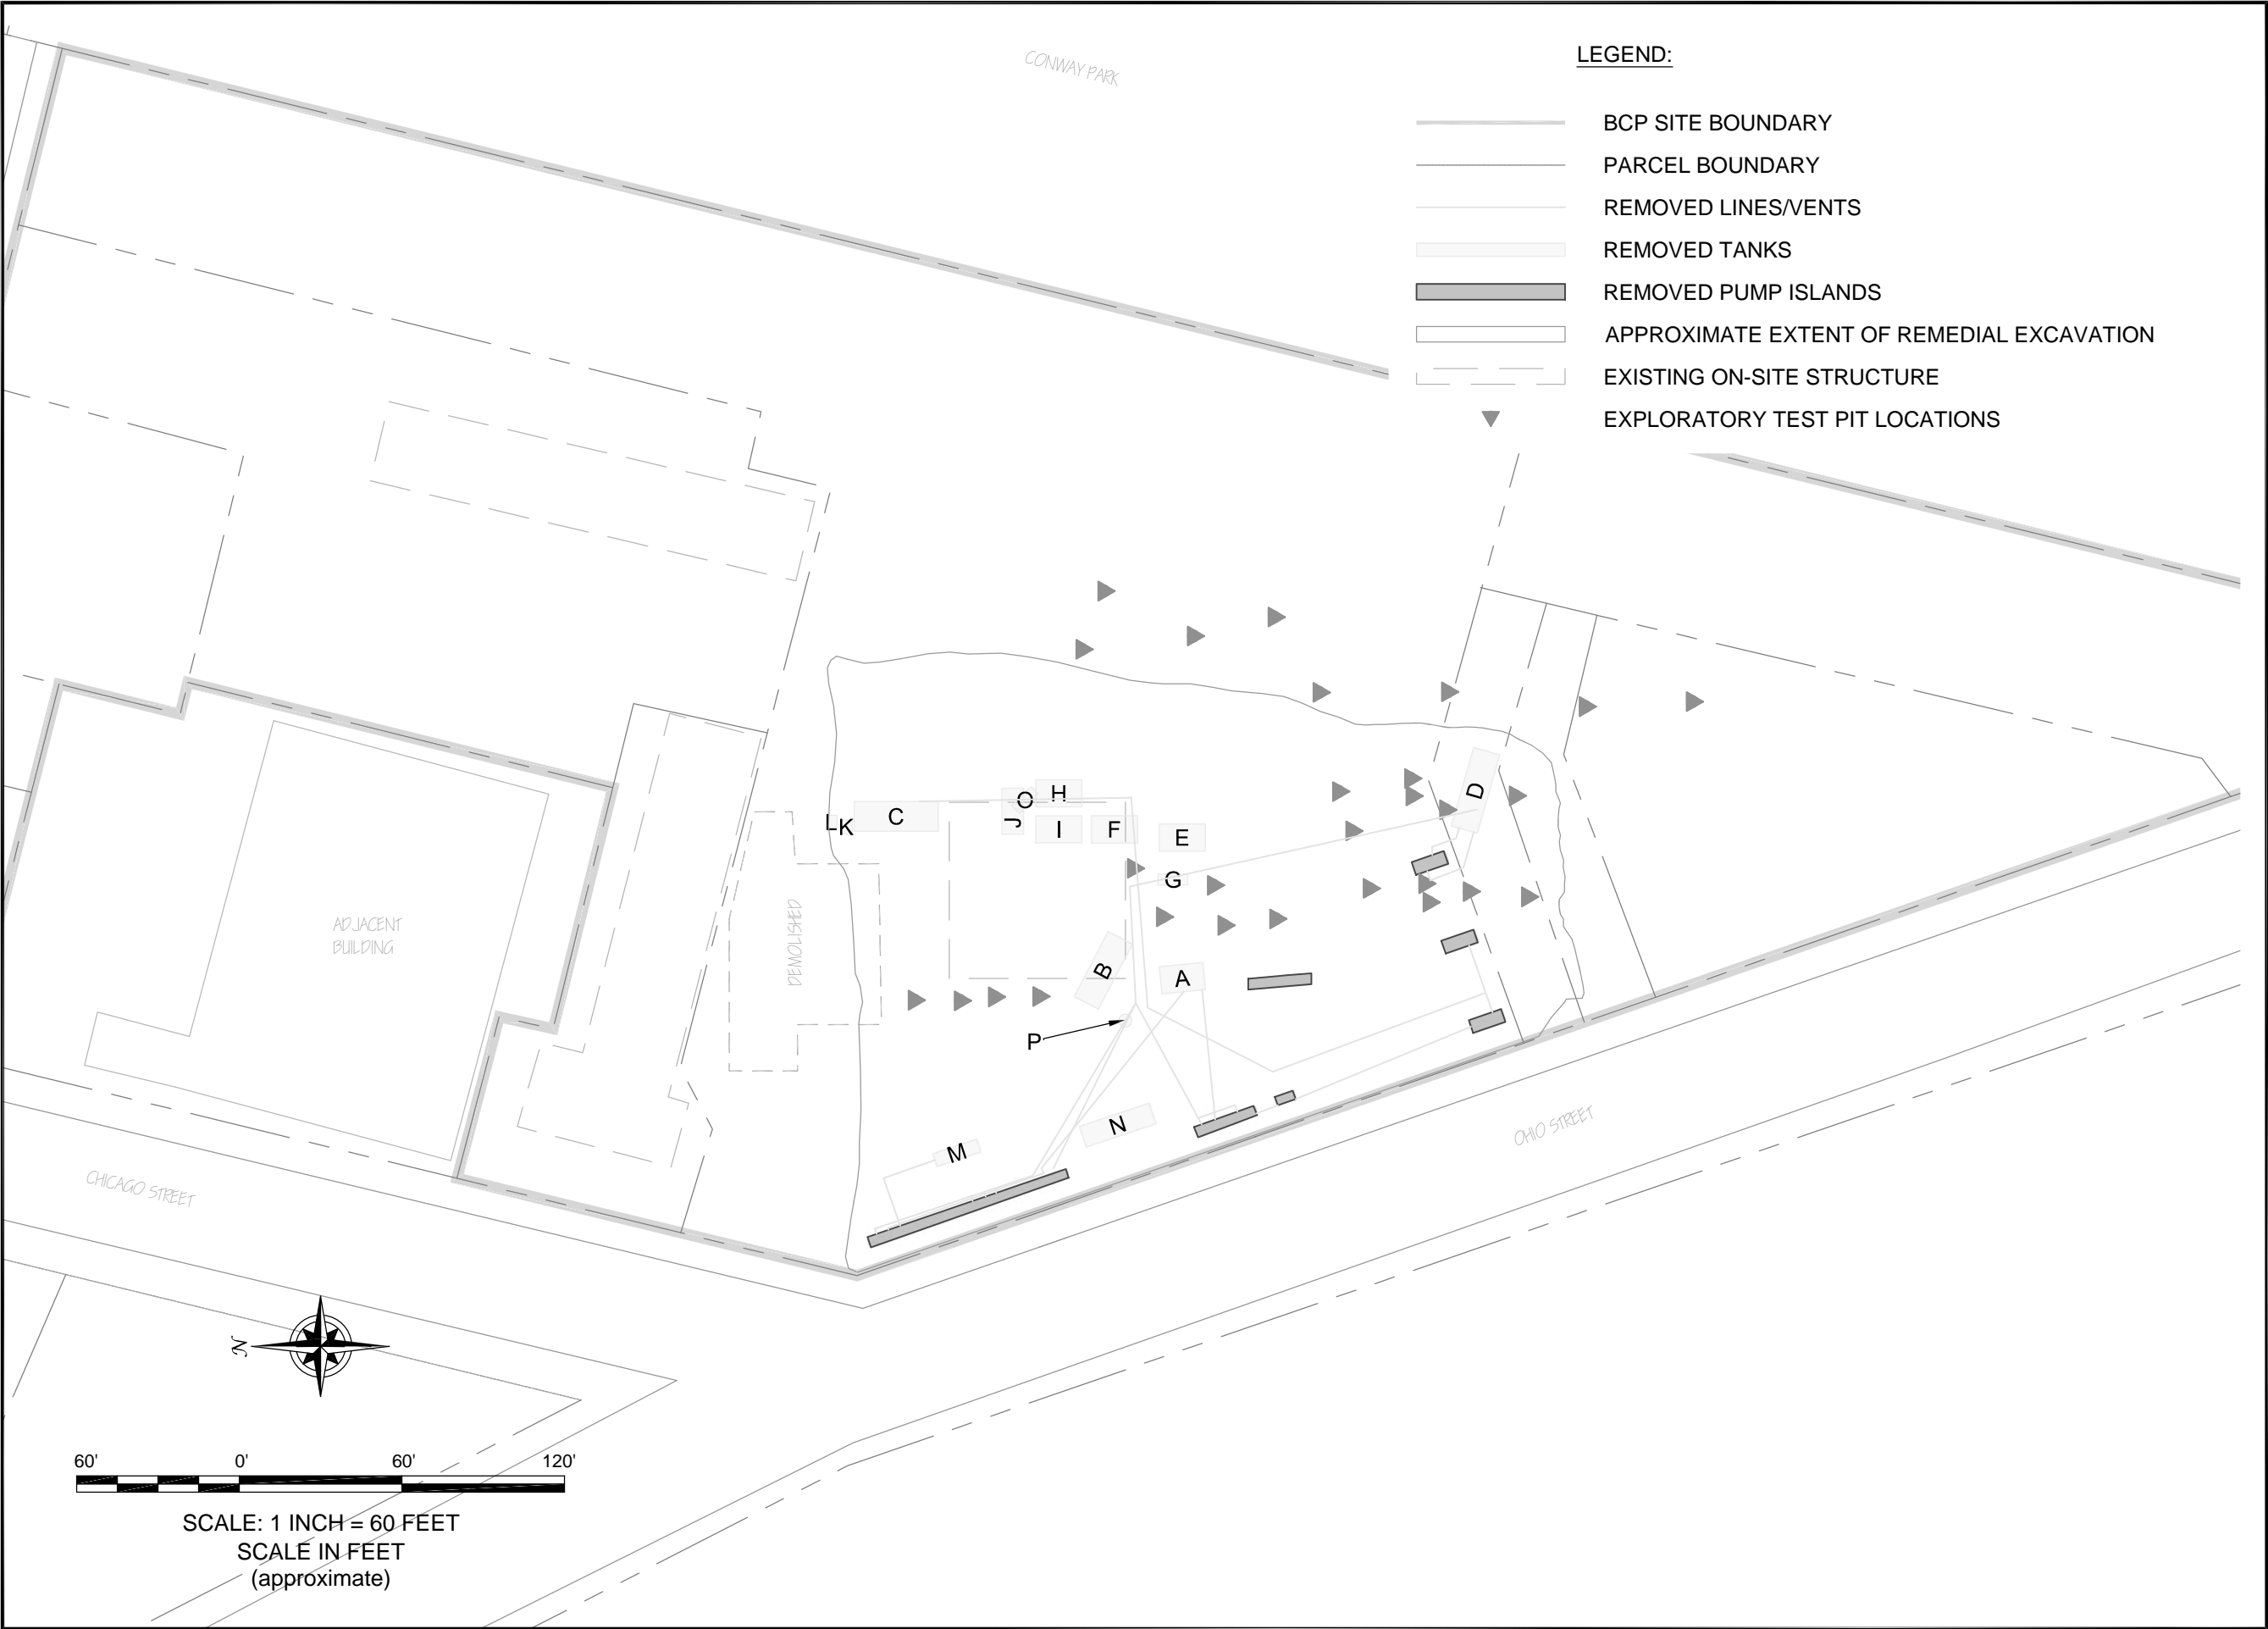 CONWAY PARK
LEGEND:
BCP SITE BOUNDARY
PARCEL BOUNDARY
REMOVED LINES/VENTS
REMOVED TANKS
REMOVED PUMP ISLANDS
APPROXIMATE EXTENT OF REMEDIAL EXCAVATION
EXISTING ON-SITE STRUCTURE
EXPLORATORY TEST PIT LOCATIONS
D
O
H
J
L
K
C
I
F
E
G
ADJACENT
BUILDING
DEMOLISHED
B
A
P
N
M
OHIO STREET
CHICAGO STREET
N
60' 0' 60' 120'
SCALE: 1 INCH = 60 FEET
SCALE IN FEET
(approximate)